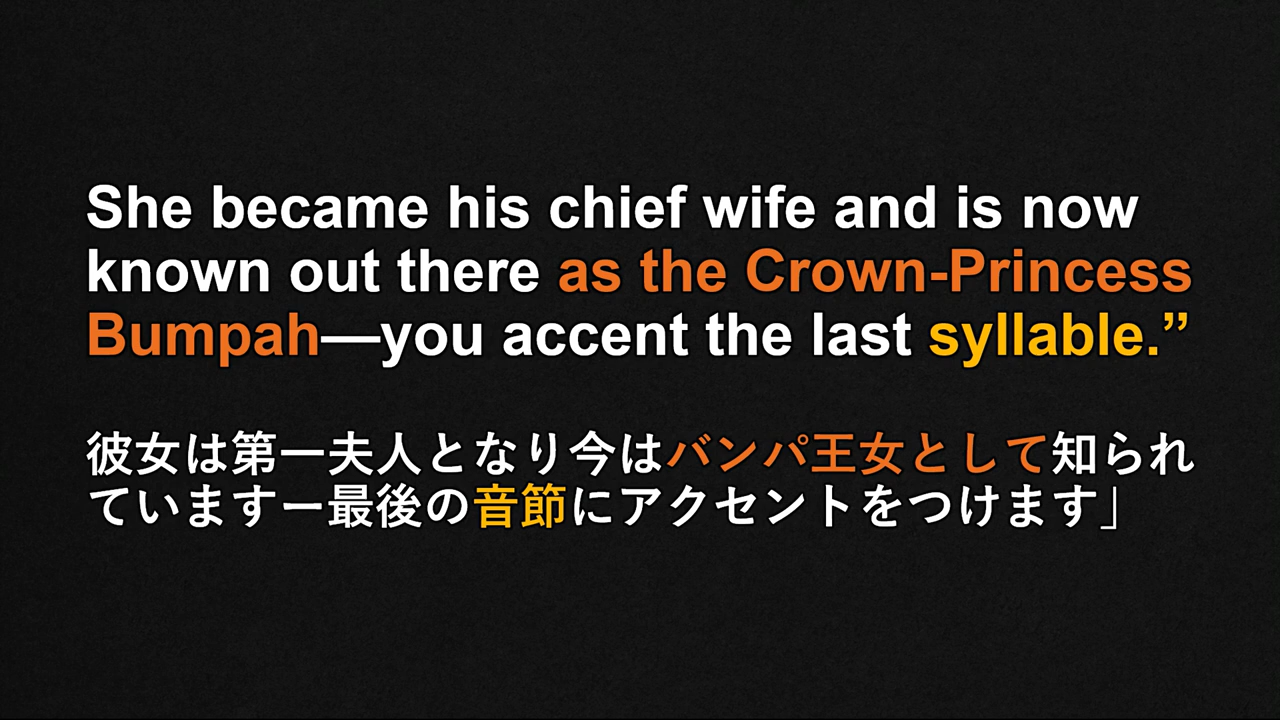 She became his chief wife and is now
known out there as the Crown-Princess
Bumpah—you accent the last syllable.”
彼女は第一夫人となり今はバンパ王女として知られ
ていますー最後の音節にアクセントをつけます」